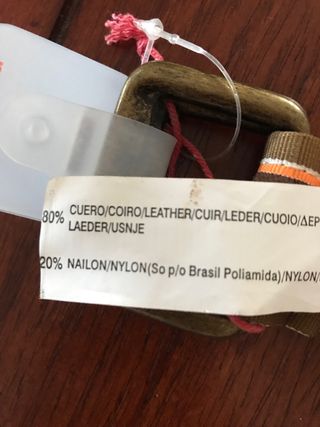 80% CUERO/COIRO/LEATHER/CUIR/LEDER/CUOIO/ΔΕΡ
LAEDER/USNJE
20% NAILON/NYLON(So p/o Brasil Poliamida)/NYLON/